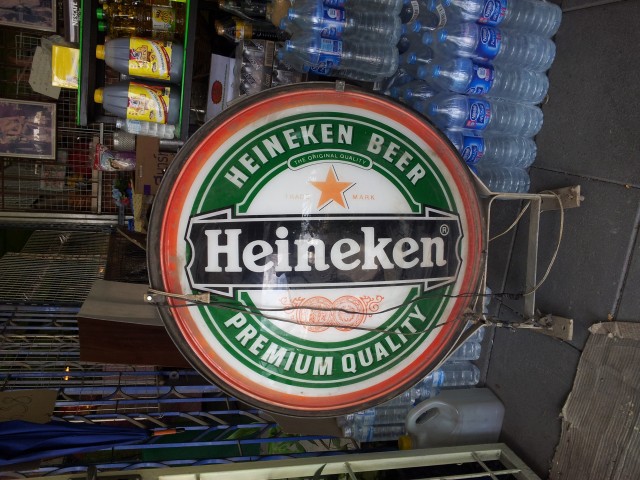 HEINEKEN BEER
THE ORIGINAL QUALITY
TRADE MARK
Heineken®
PREMIUM QUALITY